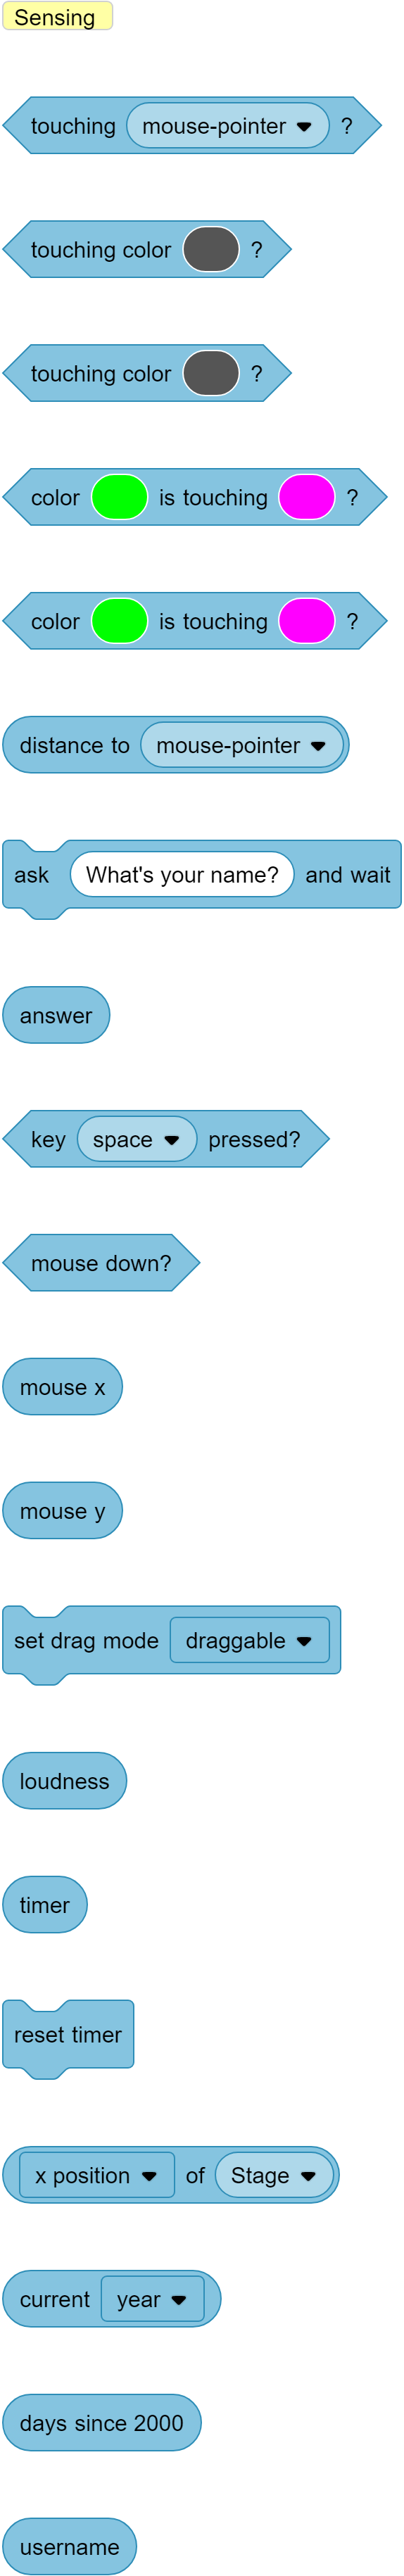 Sensing
touching mouse-pointer ?
touching color ?
touching color ?
color is touching ?
color is touching ?
distance to mouse-pointer
ask What's your name? and wait
answer
key space pressed?
mouse down?
mouse x
mouse y
set drag mode draggable
loudness
timer
reset timer
x position of Stage
current year
days since 2000
username